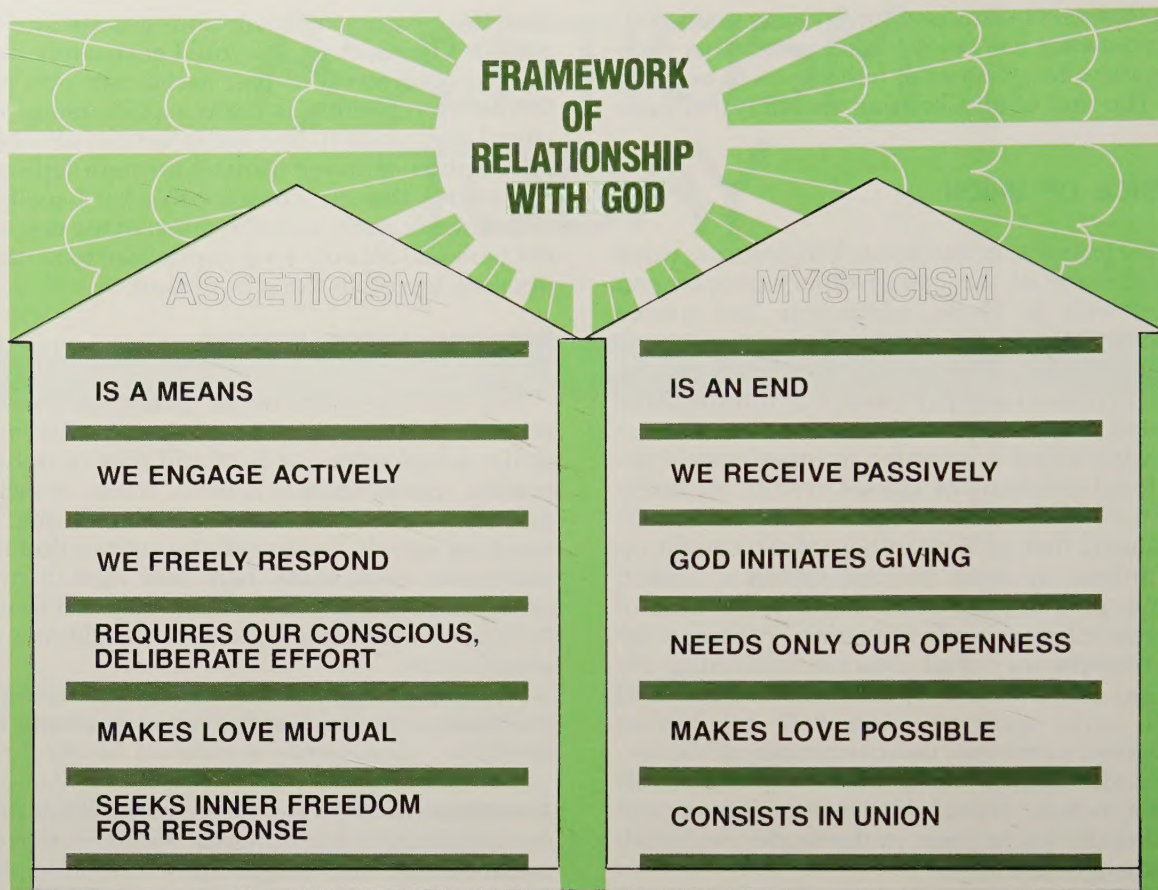 FRAMEWORK
OF
RELATIONSHIP
WITH GOD
ASCETICISM
IS A MEANS
WE ENGAGE ACTIVELY
WE FREELY RESPOND
REQUIRES OUR CONSCIOUS,
DELIBERATE EFFORT
MAKES LOVE MUTUAL
SEEKS INNER FREEDOM
FOR RESPONSE
MYSTICISM
IS AN END
WE RECEIVE PASSIVELY
GOD INITIATES GIVING
NEEDS ONLY OUR OPENNESS
MAKES LOVE POSSIBLE
CONSISTS IN UNION